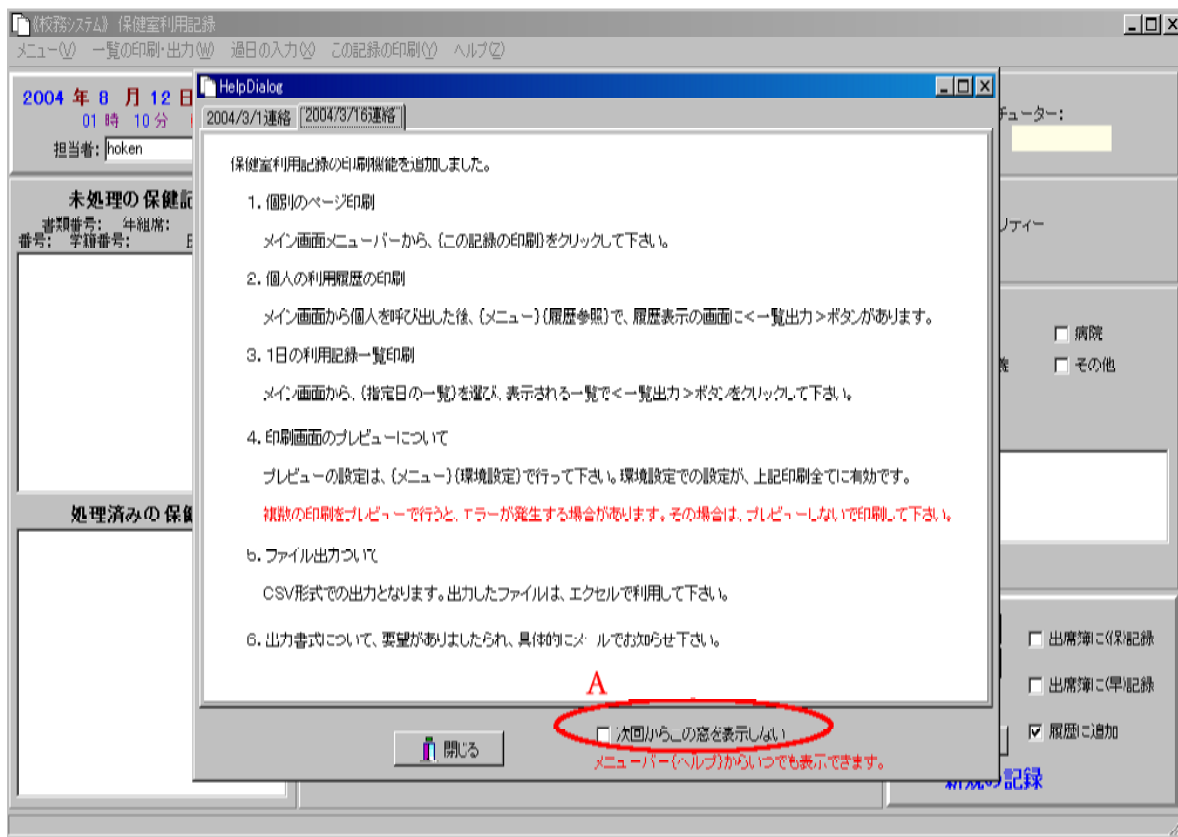 《校務システム》 保健室利用記録
メニュー(V) 一覧の印刷・出力(W) 過日の入力(X) この記録の印刷(Y) ヘルプ(Z)
2004 年 8 月 12 日
01 時 10 分
担当者: hoken
未処理の保健記
書類番号: 年組席:
番号: 学籍番号:
処理済みの保健
HelpDialog
2004/3/1連絡 2004/3/16連絡
保健室利用記録の印刷機能を追加しました。
1. 個別のページ印刷
メイン画面メニューバーから、{この記録の印刷}をクリックして下さい。
2. 個人の利用履歴の印刷
メイン画面から個人を呼び出した後、{メニュー}{履歴参照}で、履歴表示の画面に<一覧出力>ボタンがあります。
3. 1日の利用記録一覧印刷
メイン画面から、{指定日の一覧}を選び、表示される一覧で<一覧出力>ボタンをクリックして下さい。
4. 印刷画面のプレビューについて
プレビューの設定は、{メニュー}{環境設定}で行って下さい。環境設定での設定が、上記印刷全てに有効です。
複数の印刷をプレビューで行うと、エラーが発生する場合があります。その場合は、プレビューしないで印刷して下さい。
5. ファイル出力ついて
CSV形式での出力となります。出力したファイルは、エクセルで利用して下さい。
6. 出力書式について、要望がありましたられ、具体的にメールでお知らせ下さい。
A
次回からこの窓を表示しない
閉じる
メニューバー{ヘルプ}からいつでも表示できます。
チューター:
リティー
病院
その他
出席簿に(保)記録
出席簿に(早)記録
履歴に追加
新規の記録